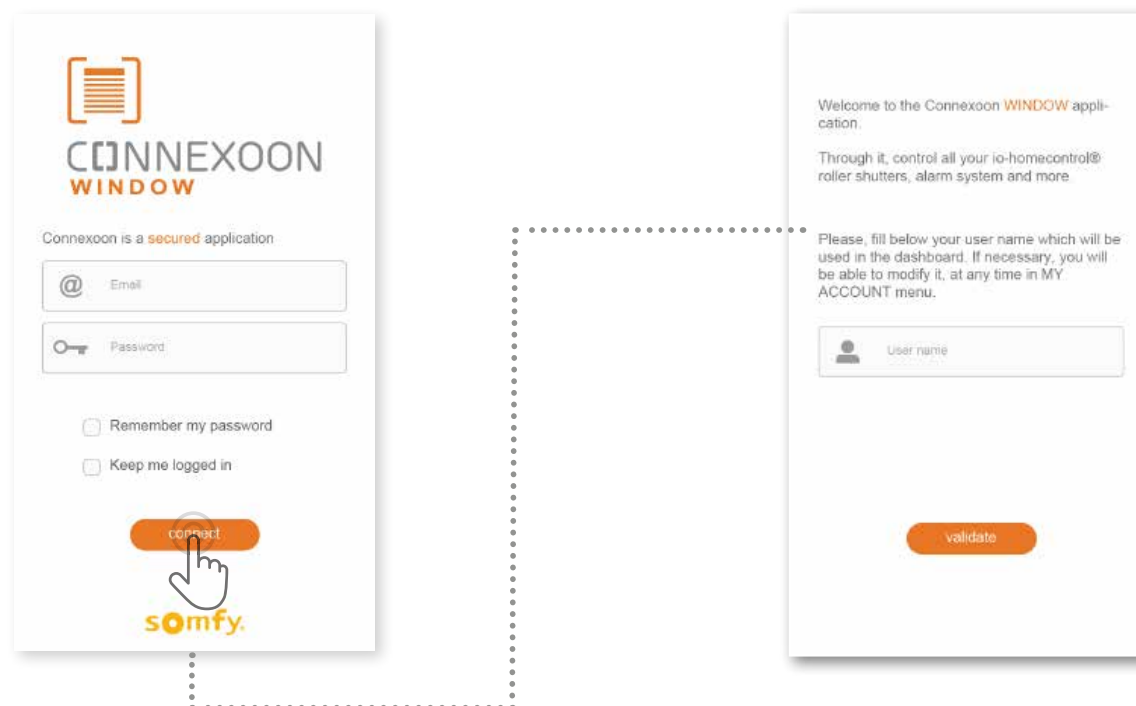 CONNEXOON
WINDOW
Connexoon is a secured application
@ Email
Password
Remember my password
Keep me logged in
connect
somfy.
Welcome to the Connexoon WINDOW appli-
cation.
Through it, control all your io-homecontrol®
roller shutters, alarm system and more
Please, fill below your user name which will be
used in the dashboard. If necessary, you will
be able to modify it, at any time in MY
ACCOUNT menu.
User name
validate